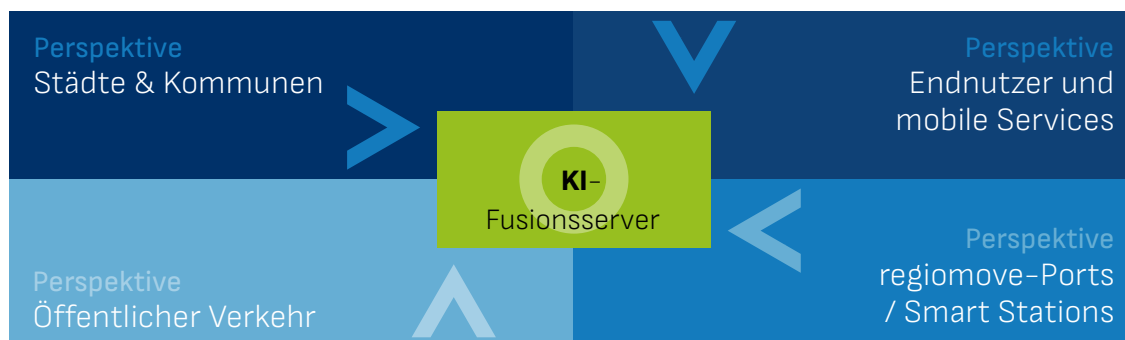 Perspektive
Städte & Kommunen
Perspektive
Endnutzer und
mobile Services
KI-
Fusionsserver
Perspektive
Öffentlicher Verkehr
Perspektive
regiomove-Ports
/ Smart Stations